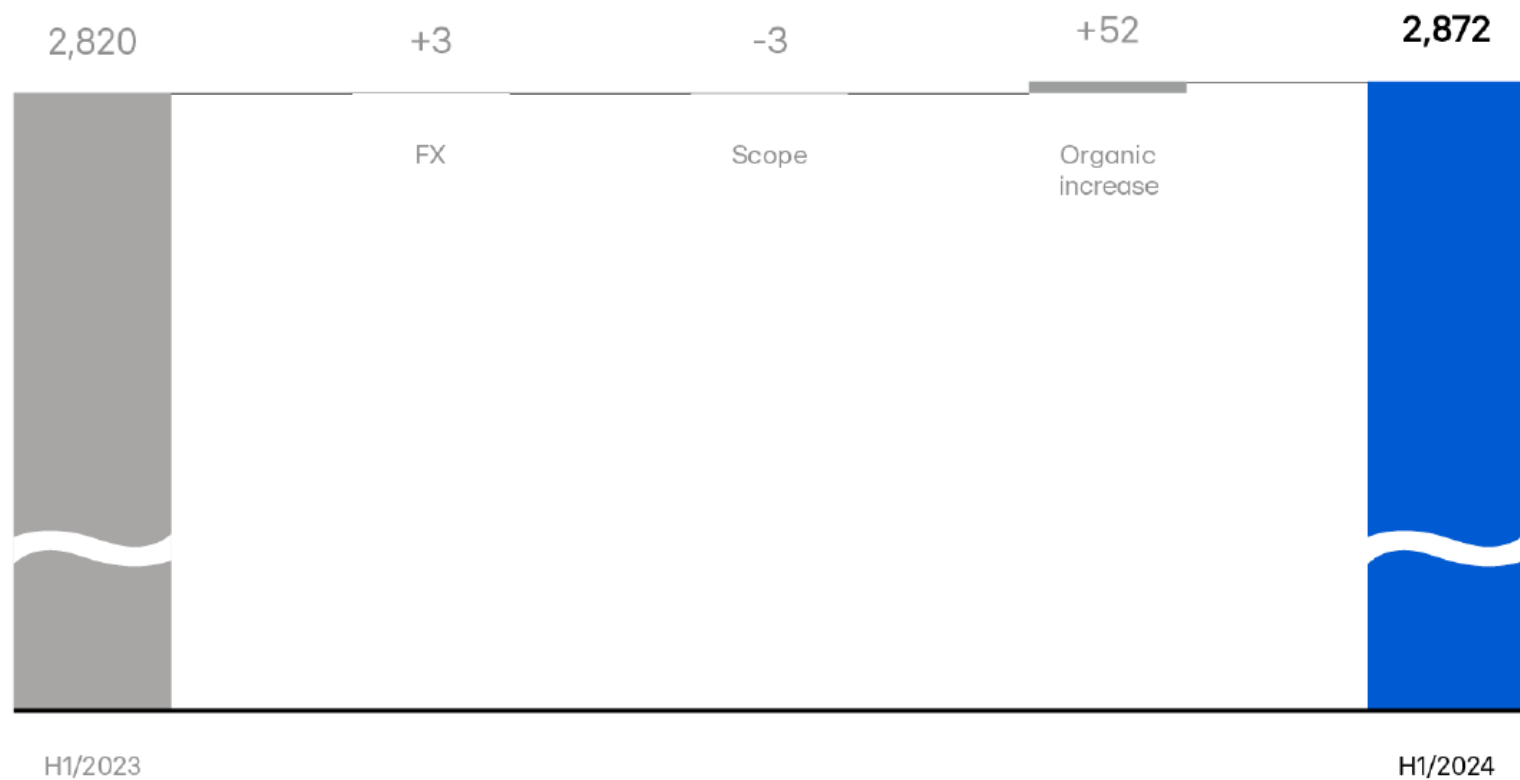 2,820
+3
-3
+52
2,872
FX
Scope
Organic
increase
H1/2023
H1/2024